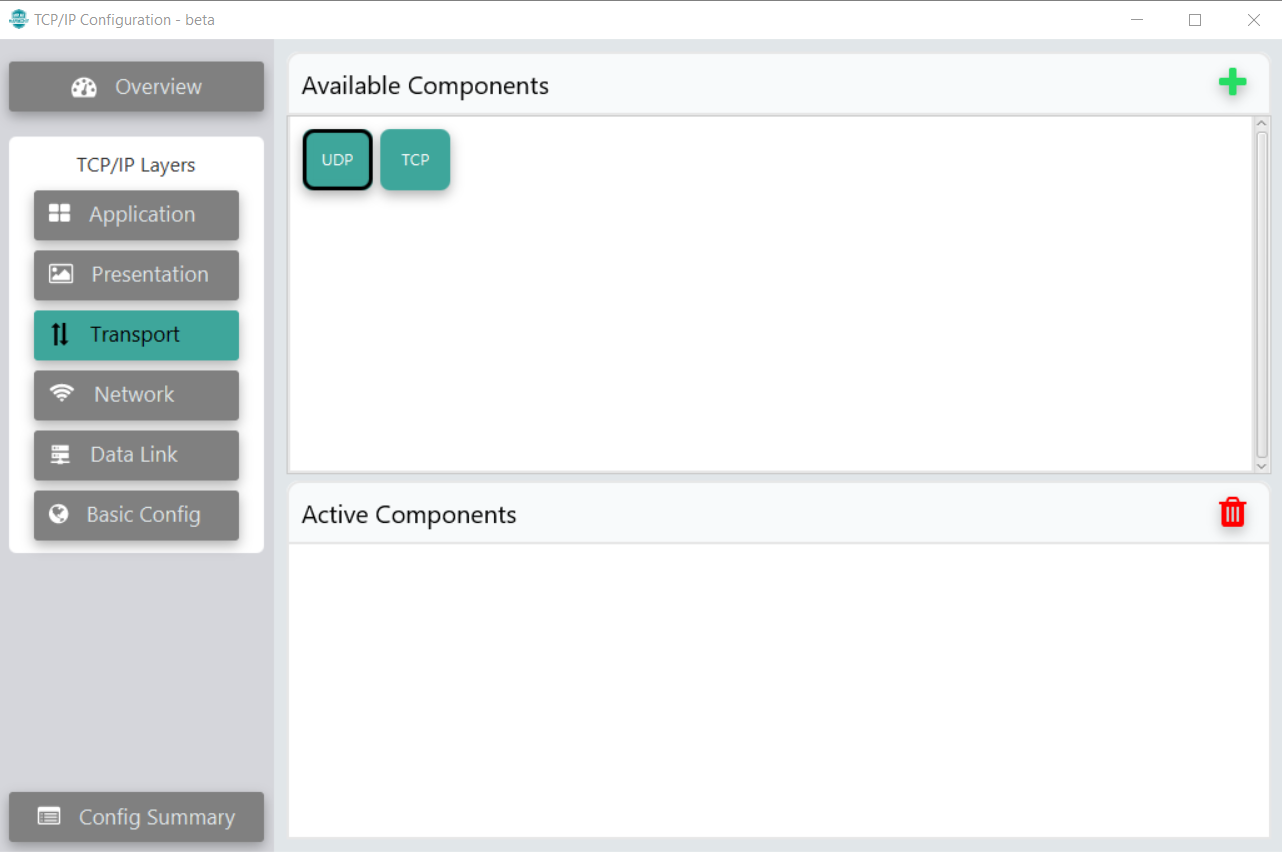 TCP/IP Configuration - beta
Overview
TCP/IP Layers
Application
Presentation
Transport
Network
Data Link
Basic Config
Config Summary
Available Components
UDP
TCP
Active Components